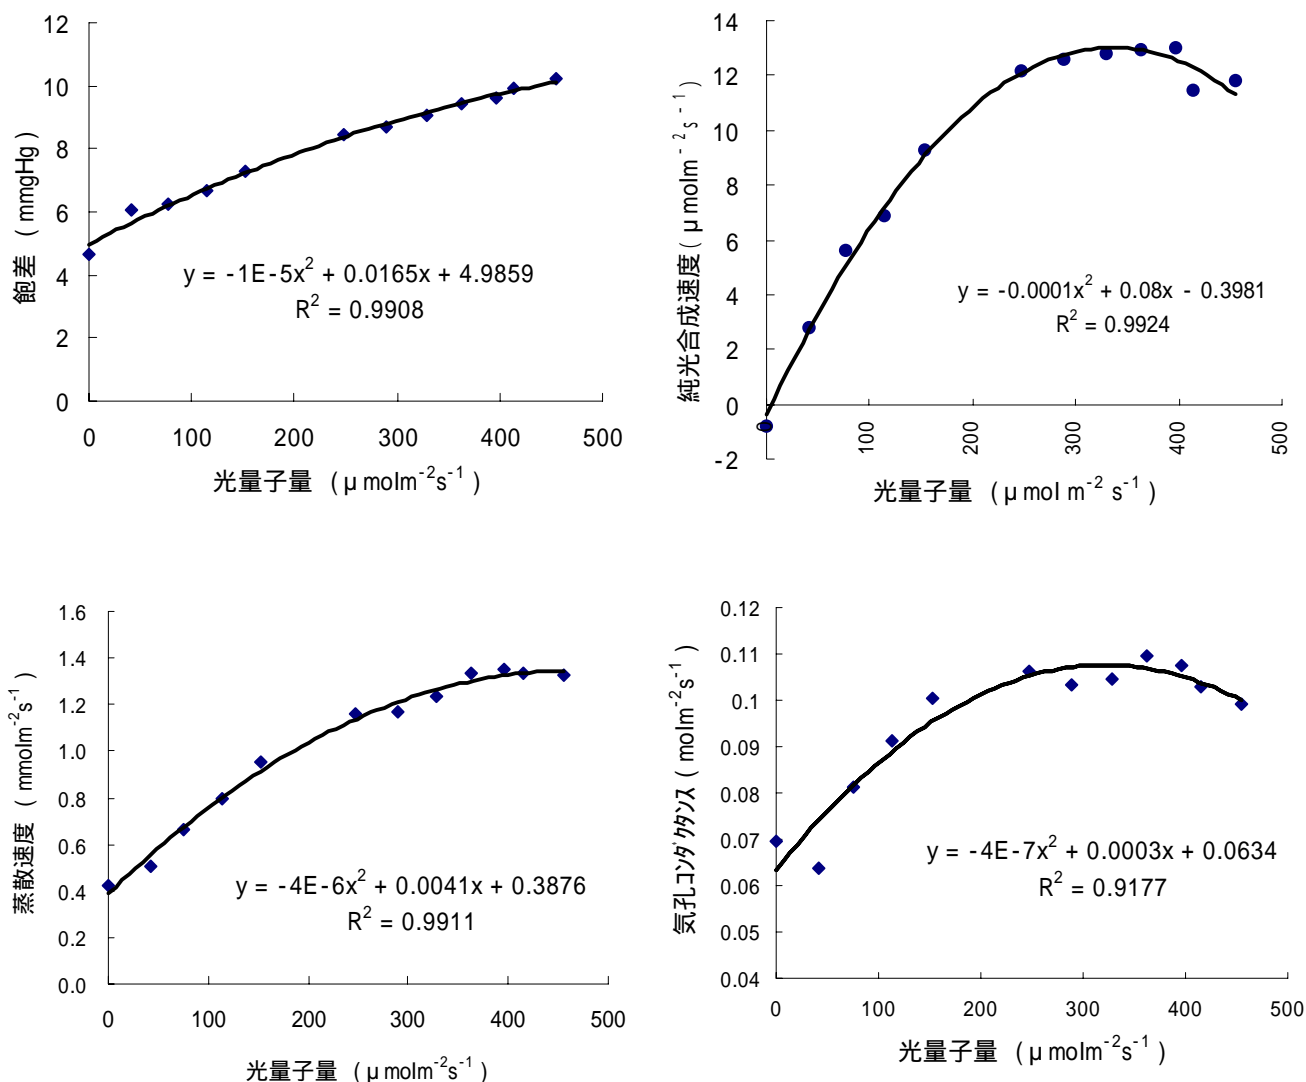 12
10
8
6
4
2
0
飽差 ( mmgHg )
y = -1E-5x² + 0.0165x + 4.9859
R² = 0.9908
0 100 200 300 400 500
光量子量 ( μ molm⁻²s⁻¹ )
14
12
10
8
6
4
2
0
-2
純光合成速度 ( μ molm⁻² s⁻¹ )
y = -0.0001x² + 0.08x - 0.3981
R² = 0.9924
0 100 200 300 400 500
光量子量 ( μ mol m⁻² s⁻¹ )
1.6
1.4
1.2
1.0
0.8
0.6
0.4
0.2
0.0
蒸散速度 ( mmolm⁻²s⁻¹ )
y = -4E-6x² + 0.0041x + 0.3876
R² = 0.9911
0 100 200 300 400 500
光量子量 ( μ molm⁻²s⁻¹ )
0.12
0.11
0.1
0.09
0.08
0.07
0.06
0.05
0.04
気孔コンダクタンス ( molm⁻²s⁻¹ )
y = -4E-7x² + 0.0003x + 0.0634
R² = 0.9177
0 100 200 300 400 500
光量子量 ( μ molm⁻²s⁻¹ )